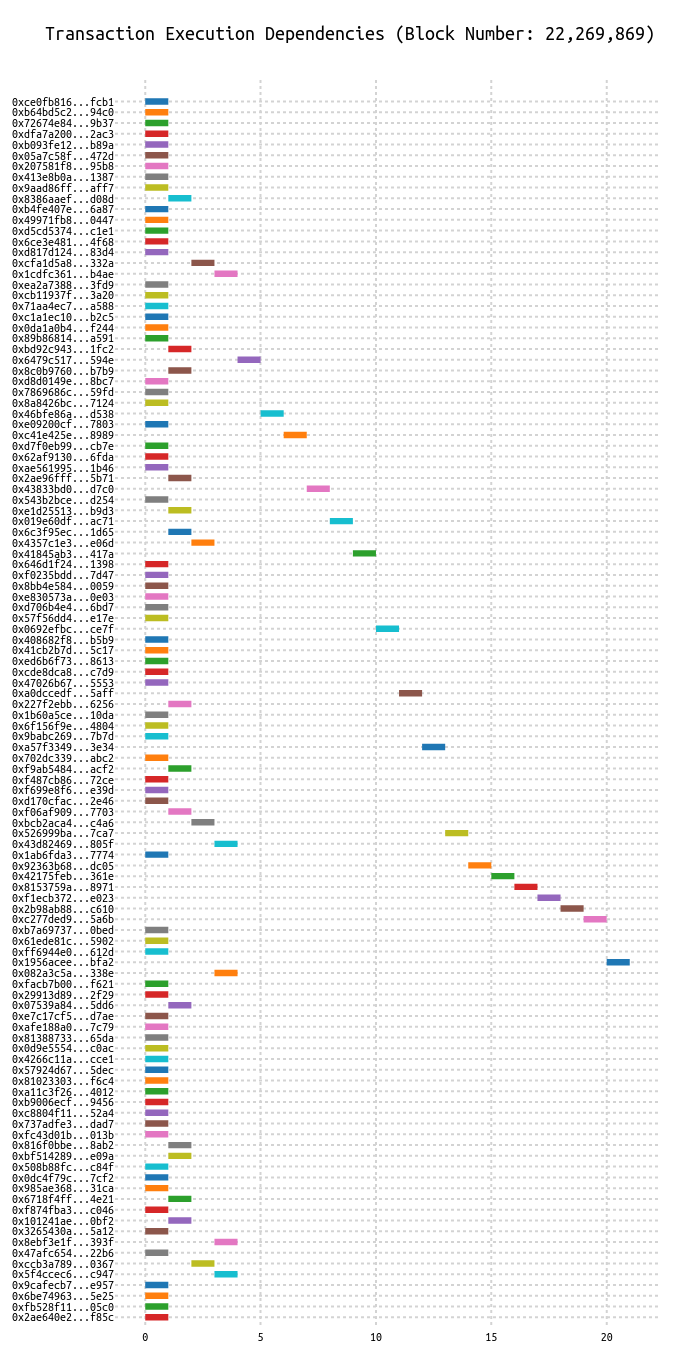 Transaction Execution Dependencies (Block Number: 22,269,869)
0xce0fb816...fcb1
0xb64bd5c2...94c0
0x72674e84...9b37
0xdfa7a200...2ac3
0xb093fe12...b89a
0x05a7c58f...472d
0x207581f8...95b8
0x413e8b0a...1387
0x9aad86ff...aff7
0x8386aaef...d08d
0xb4fe407e...6a87
0x49971fb8...0447
0xd5cd5374...c1e1
0x6ce3e481...4f68
0xd817d124...83d4
0xcfa1d5a8...332a
0x1cdfc361...b4ae
0xea2a7388...3fd9
0xcb11937f...3a20
0x71aa4ec7...a588
0xc1a1ec10...b2c5
0x0da1a0b4...f244
0x89b86814...a591
0xbd92c943...1fc2
0x6479c517...594e
0x8c0b9760...b7b9
0xd8d0149e...8bc7
0x7869686c...59fd
0x8a8426bc...7124
0x46bfe86a...d538
0xe09200cf...7803
0xc41e425e...8989
0xd7f0eb99...cb7e
0x62af9130...6fda
0xae561995...1b46
0x2ae96fff...5b71
0x43833bd0...d7c0
0x543b2bce...d254
0xe1d25513...b9d3
0x019e60df...ac71
0x6c3f95ec...1d65
0x4357c1e3...e06d
0x41845ab3...417a
0x646d1f24...1398
0xf0235bdd...7d47
0x8bb4e584...0059
0xe830573a...0e03
0xd706b4e4...6bd7
0x57f56dd4...e17e
0x0692efbc...ce7f
0x408682f8...b5b9
0x41cb2b7d...5c17
0xed6b6f73...8613
0xcde8dca8...c7d9
0x47026b67...5553
0xa0dccedf...5aff
0x227f2ebb...6256
0x1b60a5ce...10da
0x6f156f9e...4804
0x9babc269...7b7d
0xa57f3349...3e34
0x702dc339...abc2
0xf9ab5484...acf2
0xf487cb86...72ce
0xf699e8f6...e39d
0xd170cfac...2e46
0xf06af909...7703
0xbcb2aca4...c4a6
0x526999ba...7ca7
0x43d82469...805f
0x1ab6fda3...7774
0x92363b68...dc05
0x42175feb...361e
0x8153759a...8971
0xf1ecb372...e023
0x2b98ab88...c610
0xc277ded9...5a6b
0xb7a69737...0bed
0x61ede81c...5902
0xff6944e0...612d
0x1956acee...bfa2
0x082a3c5a...338e
0xfacb7b00...f621
0x29913d89...2f29
0x07539a84...5dd6
0xe7c17cf5...d7ae
0xafe188a0...7c79
0x81388733...65da
0x0d9e5554...c0ac
0x4266c11a...cce1
0x57924d67...5dec
0x81023303...f6c4
0xa11c3f26...4012
0xb9006ecf...9456
0xc8804f11...52a4
0x737adfe3...dad7
0xfc43d01b...013b
0x816f0bbe...8ab2
0xbf514289...e09a
0x508b88fc...c84f
0x0dc4f79c...7cf2
0x985ae368...31ca
0x6718f4ff...4e21
0xf874fba3...c046
0x101241ae...0bf2
0x3265430a...5a12
0x8ebf3e1f...393f
0x47afc654...22b6
0xccb3a789...0367
0x5f4ccec6...c947
0x9cafecb7...e957
0x6be74963...5e25
0xfb528f11...05c0
0x2ae640e2...f85c
0 5 10 15 20